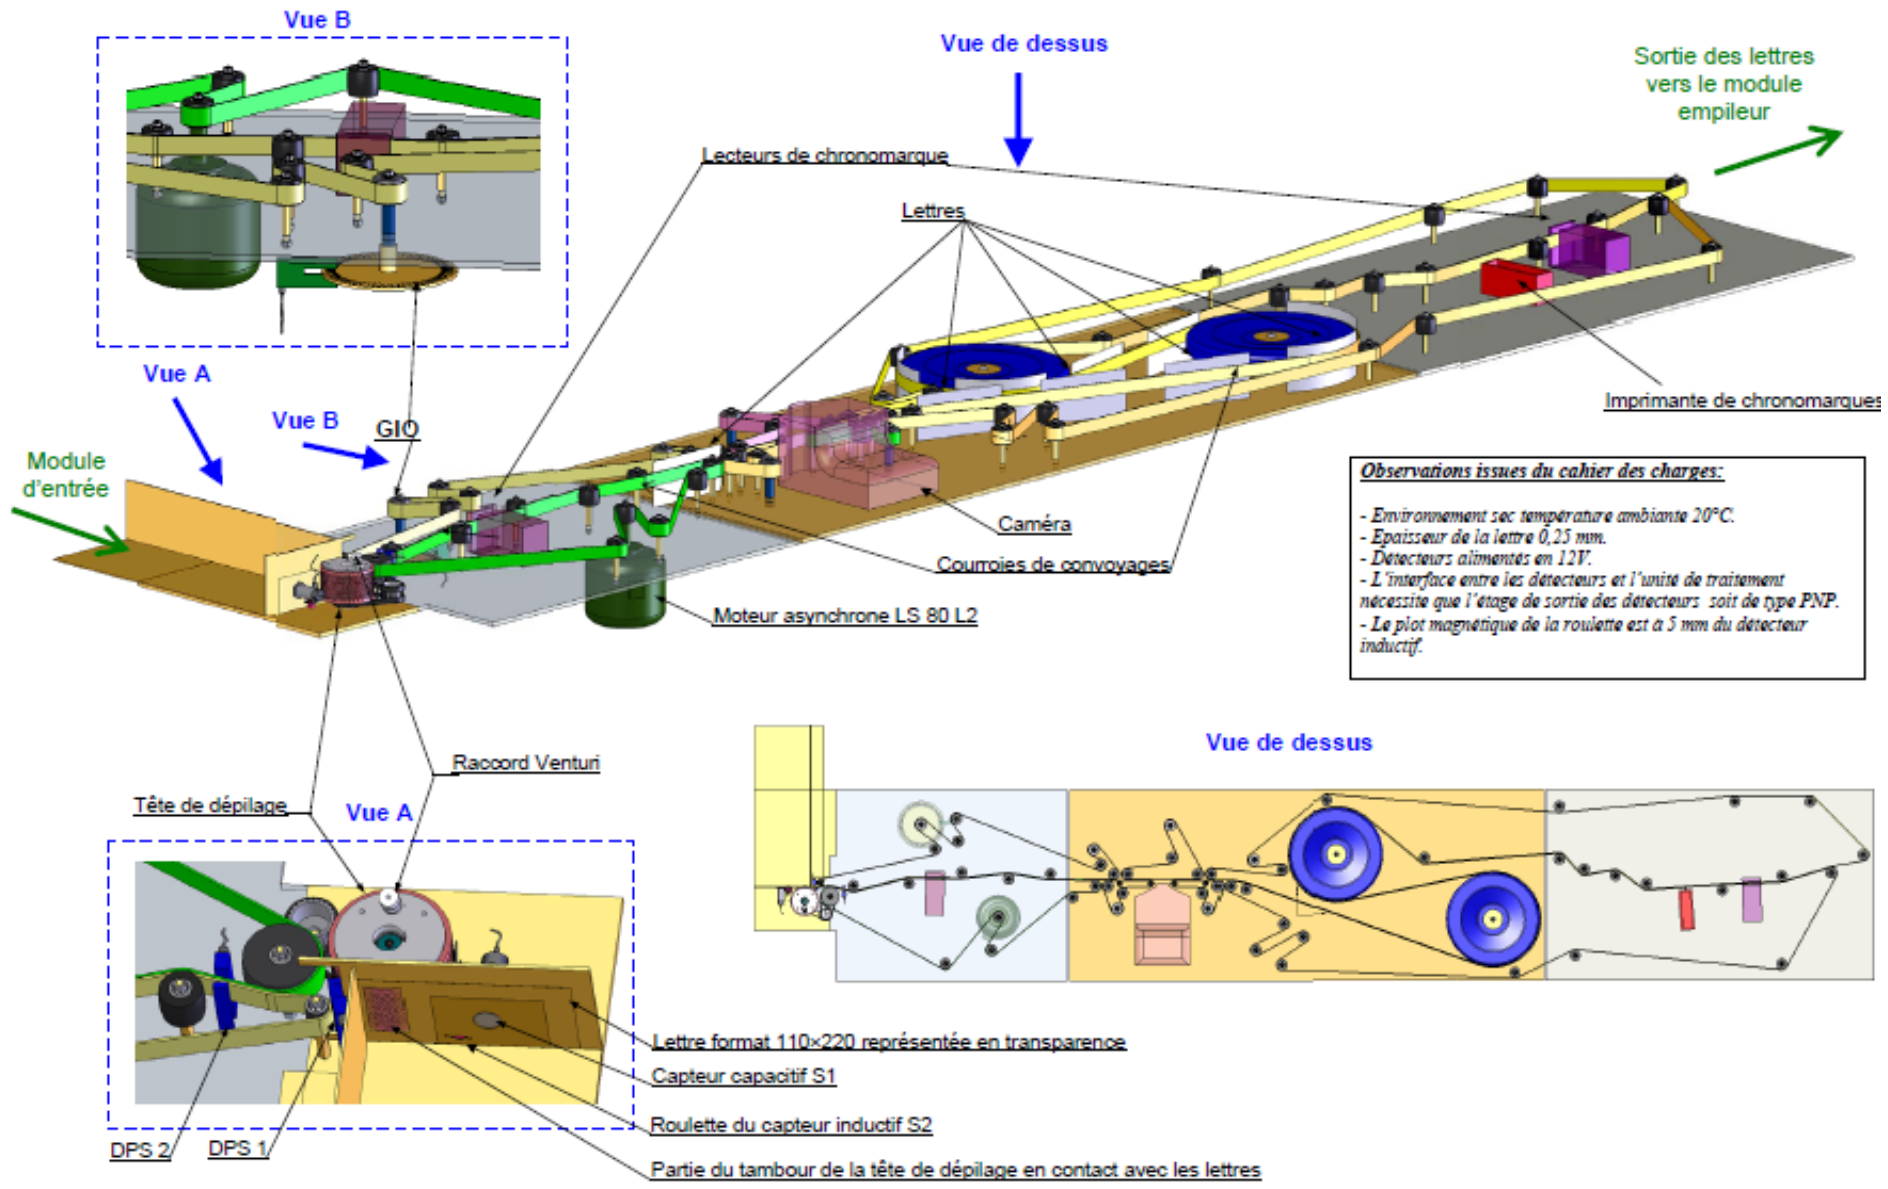 Vue B
Vue de dessus
Sortie des lettres
vers le module
empileur
Lecteurs de chronomarque
Lettres
Vue A
Vue B
GIO
Module
d'entrée
Imprimante de chronomarques
Caméra
Courroies de convoyages
Moteur asynchrone LS 80 L2
Observations issues du cahier des charges:
- Environnement sec température ambiante 20°C.
- Epaisseur de la lettre 0,25 mm.
- Détecteurs alimentés en 12V.
- L'interface entre les détecteurs et l'unité de traitement
nécessite que l'étage de sortie des détecteurs soit de type PNP.
- Le plot magnétique de la roulette est à 5 mm du détecteur
inductif.
Raccord Venturi
Tête de dépilage
Vue A
Vue de dessus
Lettre format 110×220 représentée en transparence
Capteur capacitif S1
Roulette du capteur inductif S2
DPS 2
DPS 1
Partie du tambour de la tête de dépilage en contact avec les lettres